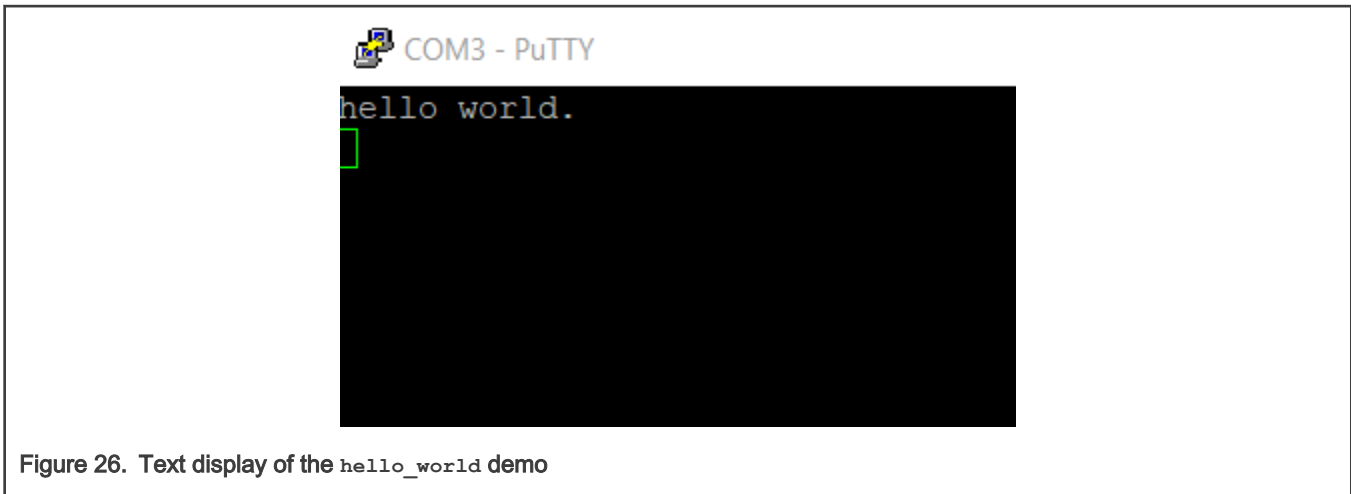 COM3 - PuTTY
hello world.
Figure 26. Text display of the hello_world demo